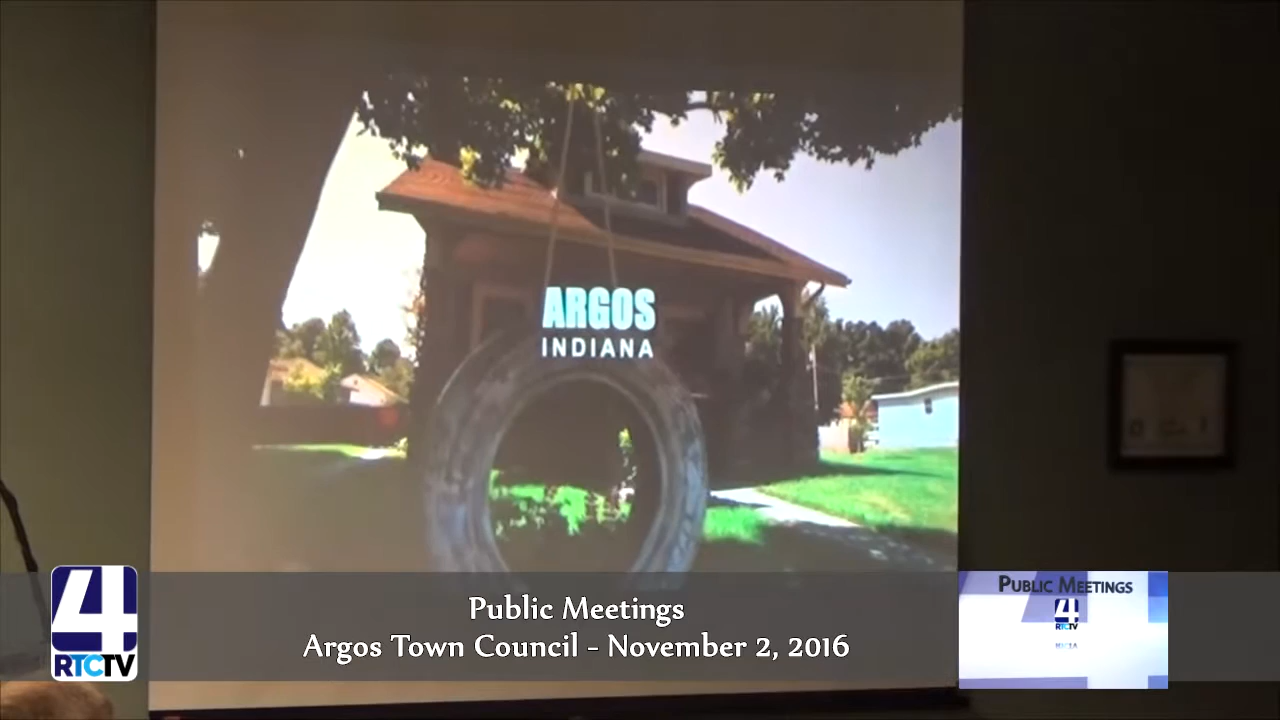 ARGOS
INDIANA
Public Meetings
Argos Town Council - November 2, 2016
4
RTCTV
PUBLIC MEETINGS
4
RTCTV